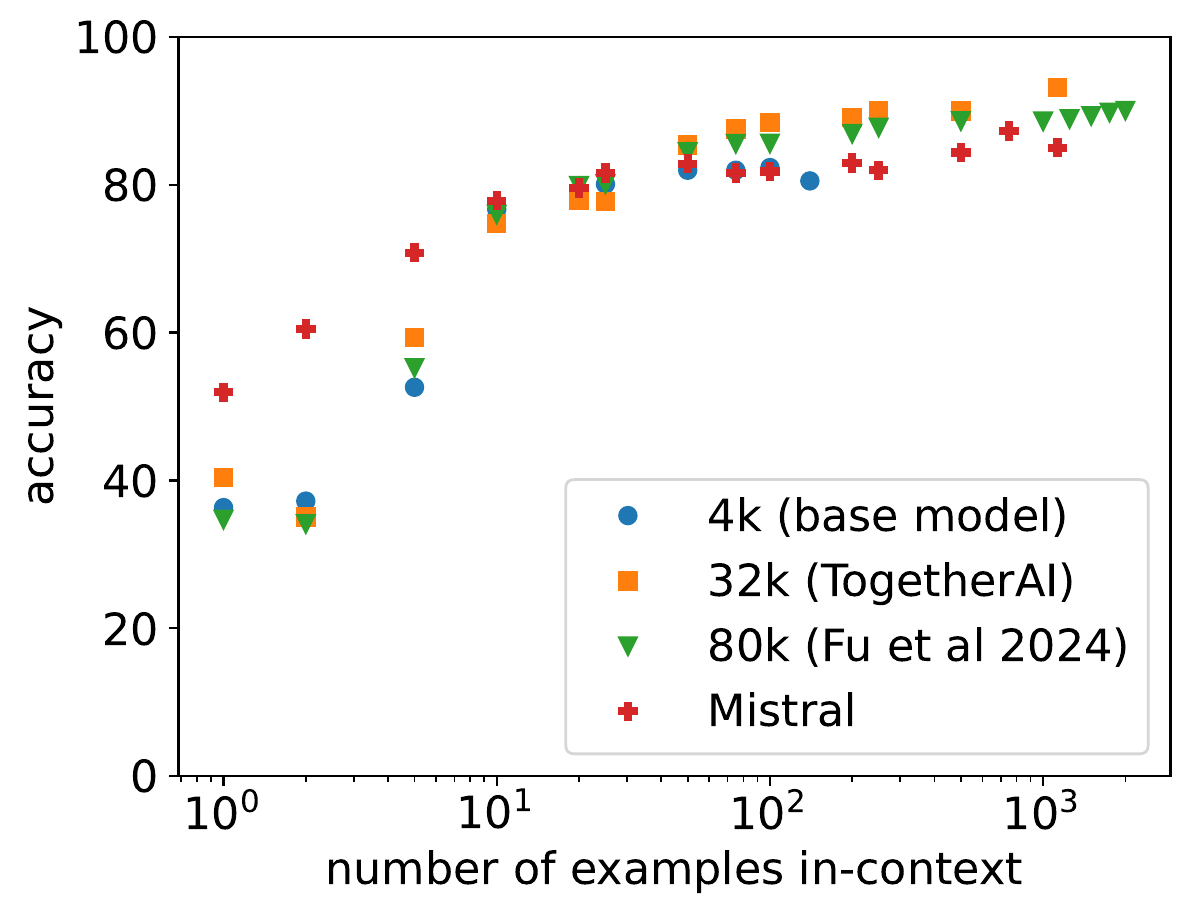 100
80
60
40
20
0
accuracy
10⁰ 10¹ 10² 10³
number of examples in-context
4k (base model)
32k (TogetherAI)
80k (Fu et al 2024)
Mistral